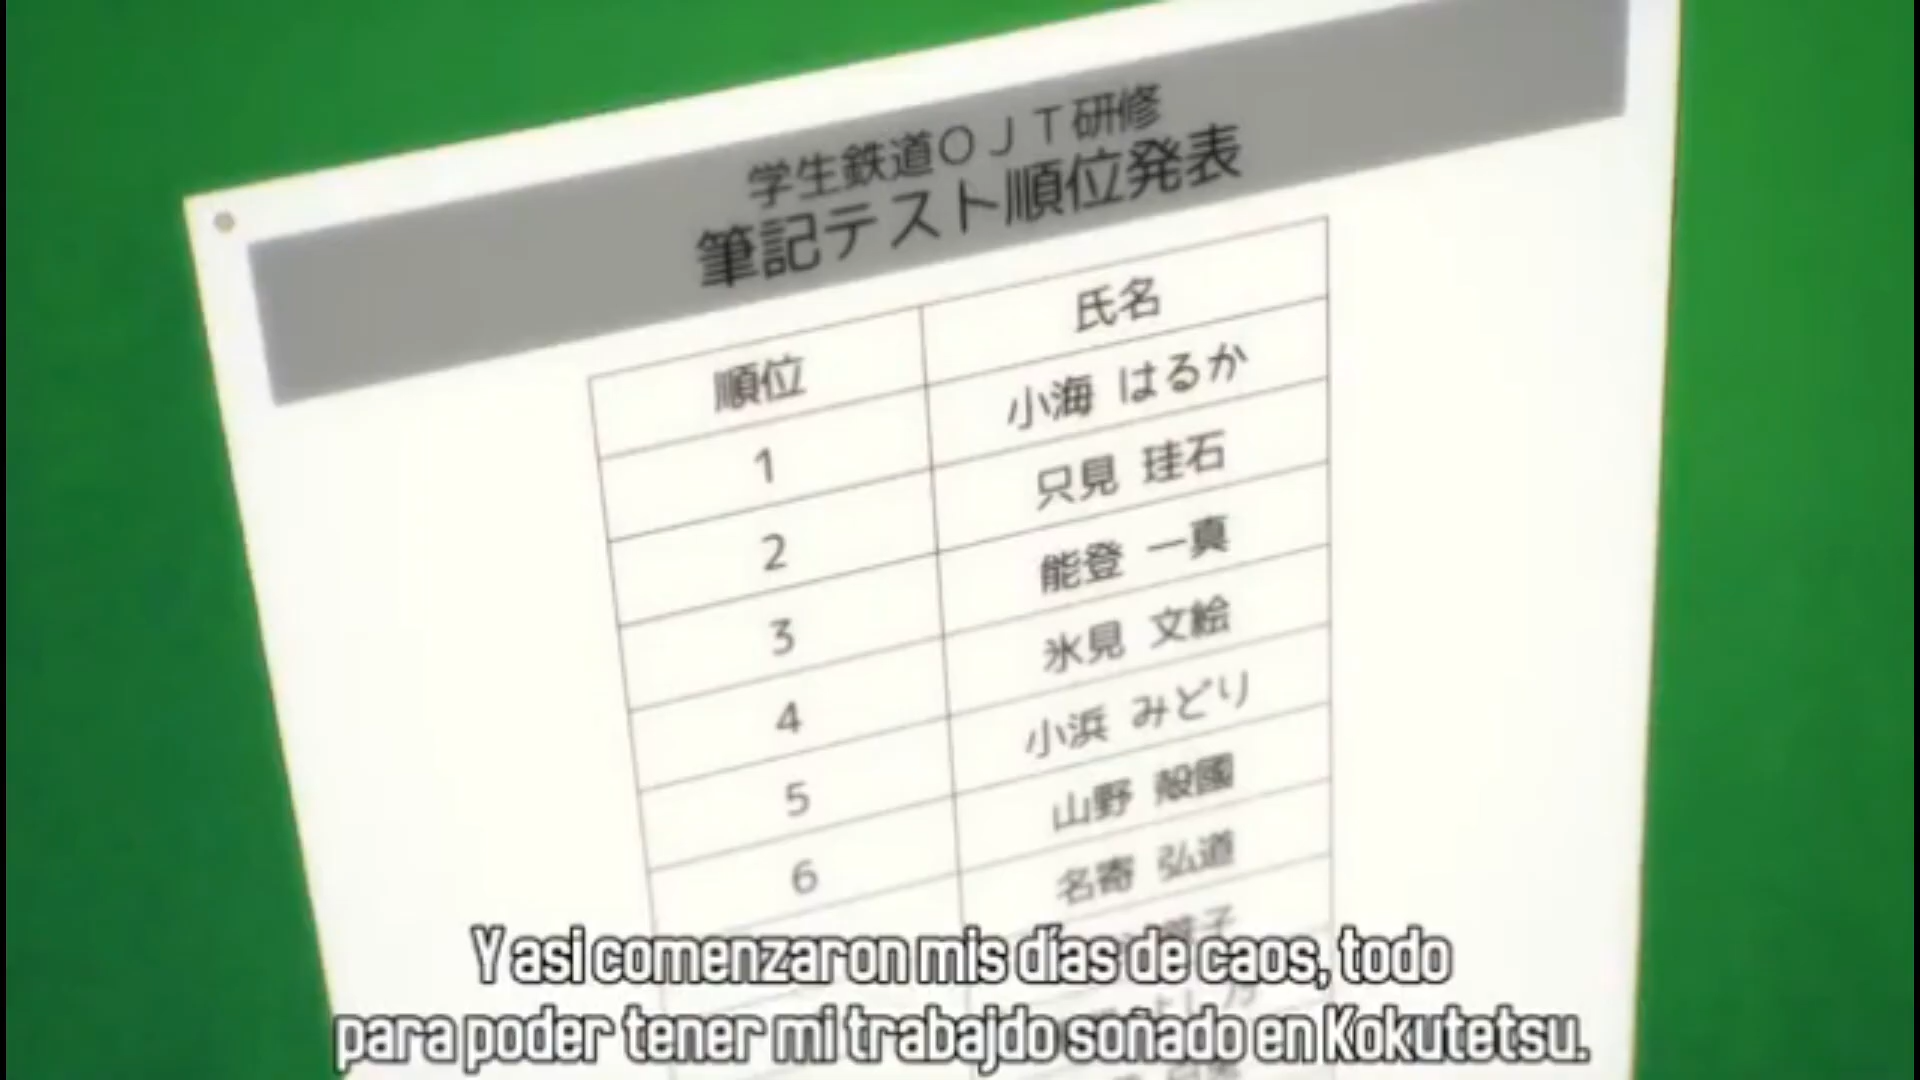 学生鉄道OJT研修
筆記テスト順位発表
順位 氏名
1 小海 はるか
2 只見 珪石
3 能登 一真
4 氷見 文絵
5 小浜 みどり
6 山野 殻國
名寄 弘道
Y asi comenzaron mis días de caos, todo
para poder tener mi trabajdo soñado en Kokutetsu.